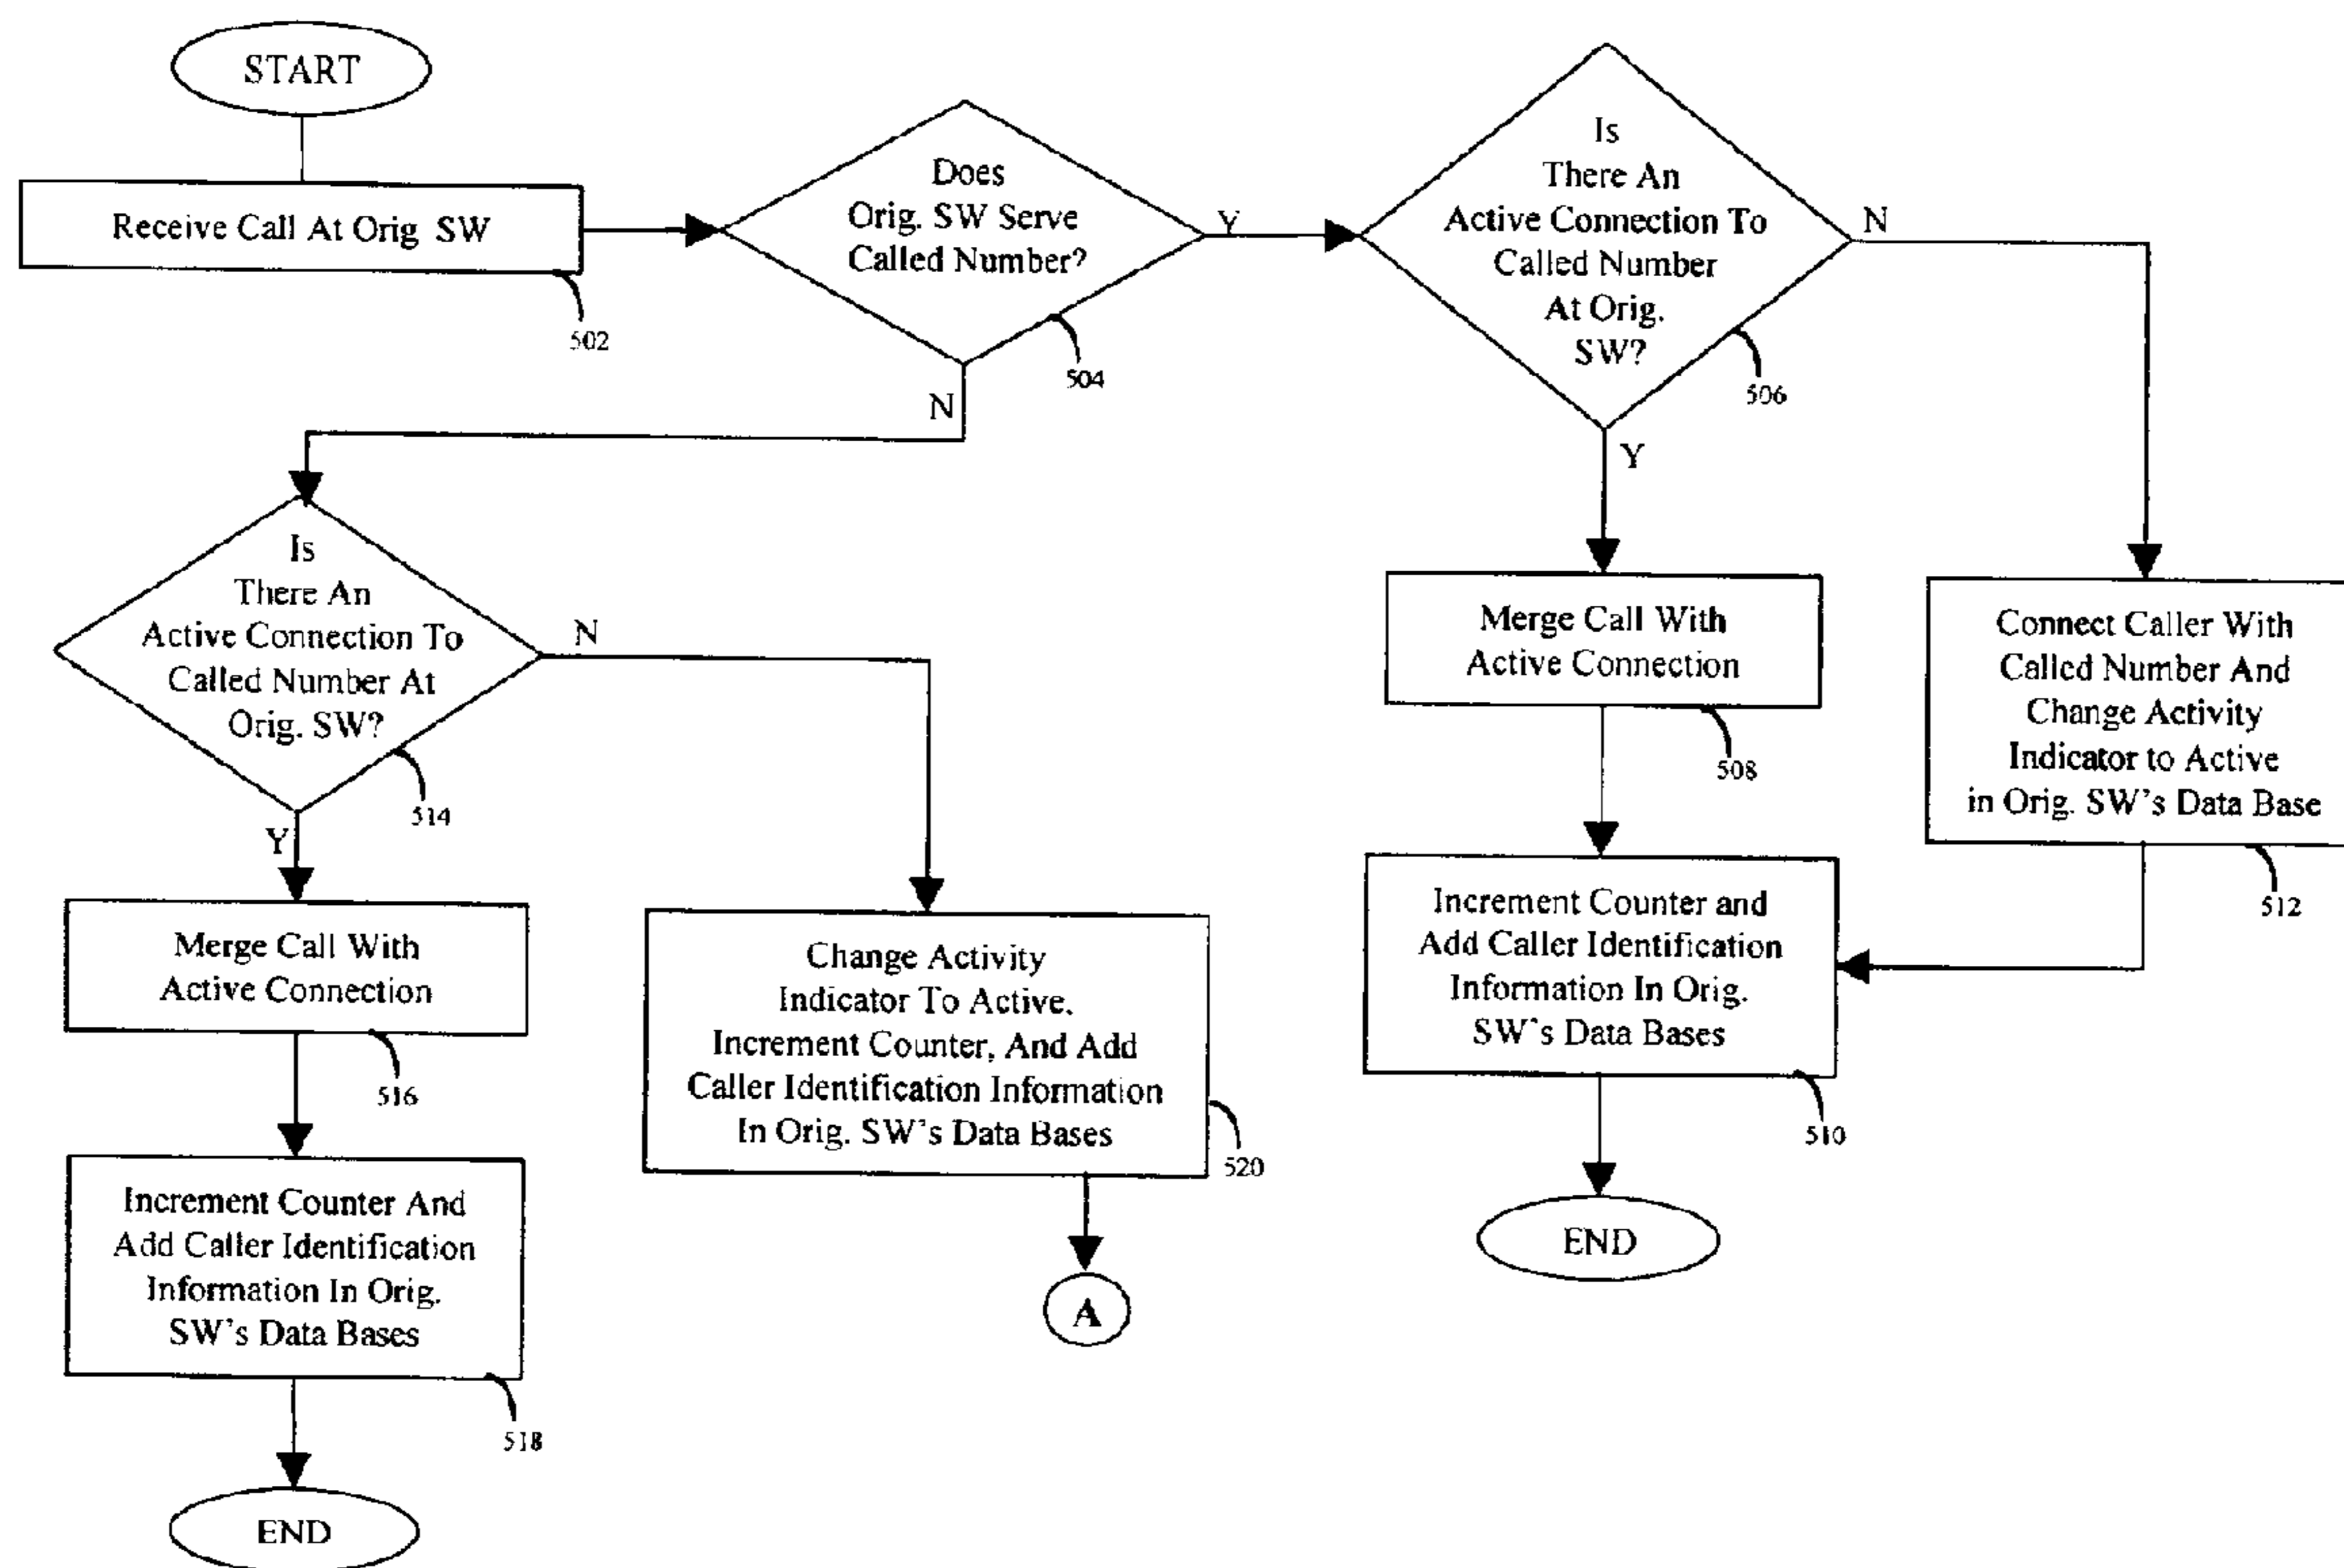 START
Receive Call At Orig SW
502
Does
Orig. SW Serve
Called Number?
504
Y
N
Is
There An
Active Connection To
Called Number
At Orig.
SW?
506
N
Y
Merge Call With
Active Connection
508
Connect Caller With
Called Number And
Change Activity
Indicator to Active
in Orig. SW's Data Base
512
Increment Counter and
Add Caller Identification
Information In Orig.
SW's Data Bases
510
END
Is
There An
Active Connection To
Called Number At
Orig. SW?
514
N
Y
Merge Call With
Active Connection
516
Increment Counter And
Add Caller Identification
Information In Orig.
SW's Data Bases
518
END
Change Activity
Indicator To Active.
Increment Counter, And Add
Caller Identification Information
In Orig. SW's Data Bases
520
A